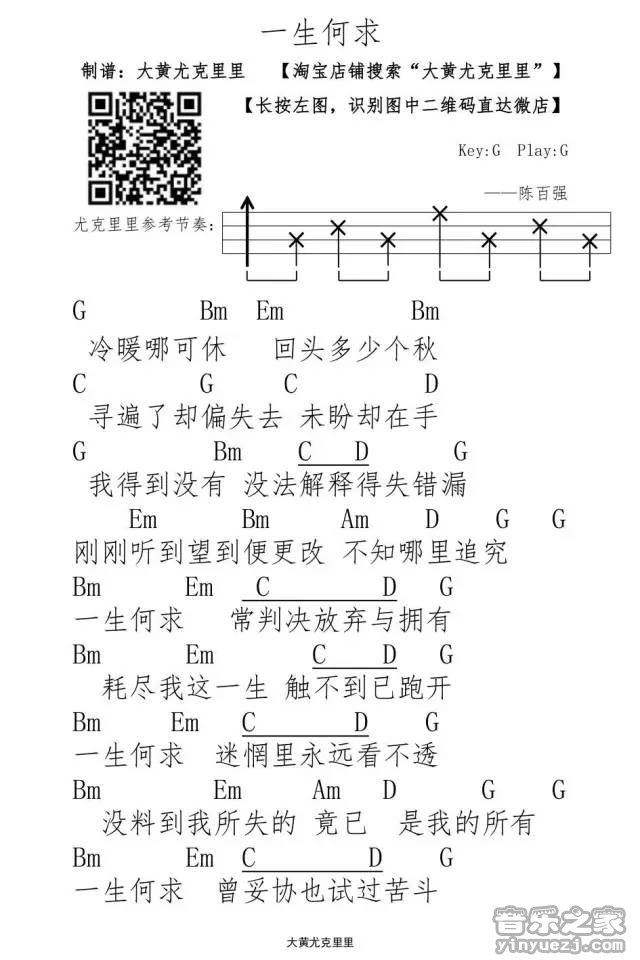 一生何求
制谱：大黄尤克里里 【淘宝店铺搜索“大黄尤克里里”】
【长按左图，识别图中二维码直达微店】
Key:G Play:G
——陈百强
尤克里里参考节奏：
G Bm Em Bm
冷暖哪可休 回头多少个秋
C G C D
寻遍了却偏失去 未盼却在手
G Bm C D G
我得到没有 没法解释得失错漏
Em Bm Am D G G
刚刚听到望到便更改 不知哪里追究
Bm Em C D G
一生何求 常判决放弃与拥有
Bm Em C D G
耗尽我这一生 触不到已跑开
Bm Em C D G
一生何求 迷惘里永远看不透
Bm Em Am D G G
没料到我所失的 竟已 是我的所有
Bm Em C D G
一生何求 曾妥协也试过苦斗
大黄尤克里里
音乐之家
yinyuezj.com